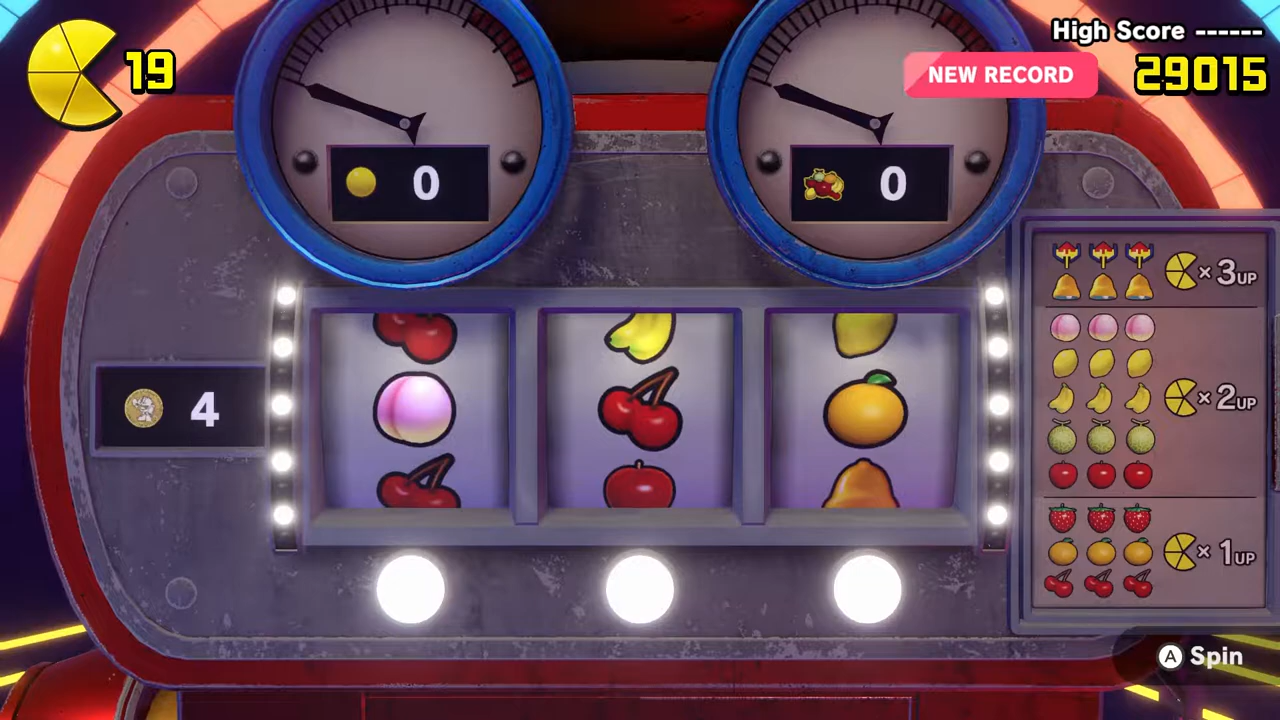 19
High Score ------
NEW RECORD
29015
0
0
4
× 3UP
× 2UP
× 1UP
A Spin